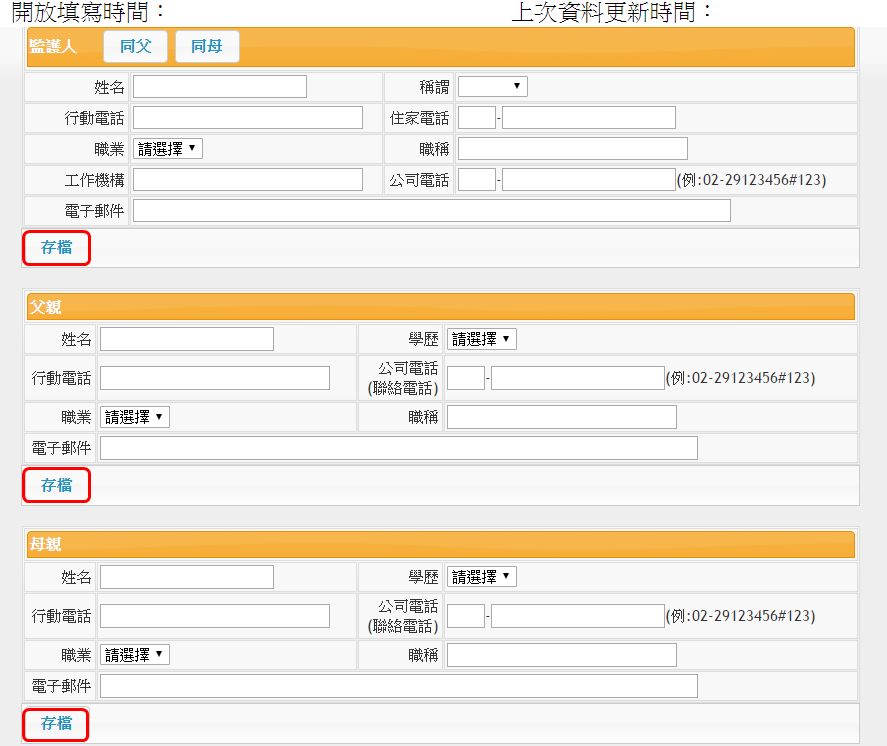 開放填寫時間： 上次資料更新時間：
監護人 同父 同母
姓名 稱謂
行動電話 住家電話 -
職業 請選擇 職稱
工作機構 公司電話 - (例:02-29123456#123)
電子郵件
存檔
父親
姓名 學歷 請選擇
行動電話 公司電話 (聯絡電話) - (例:02-29123456#123)
職業 請選擇 職稱
電子郵件
存檔
母親
姓名 學歷 請選擇
行動電話 公司電話 (聯絡電話) - (例:02-29123456#123)
職業 請選擇 職稱
電子郵件
存檔